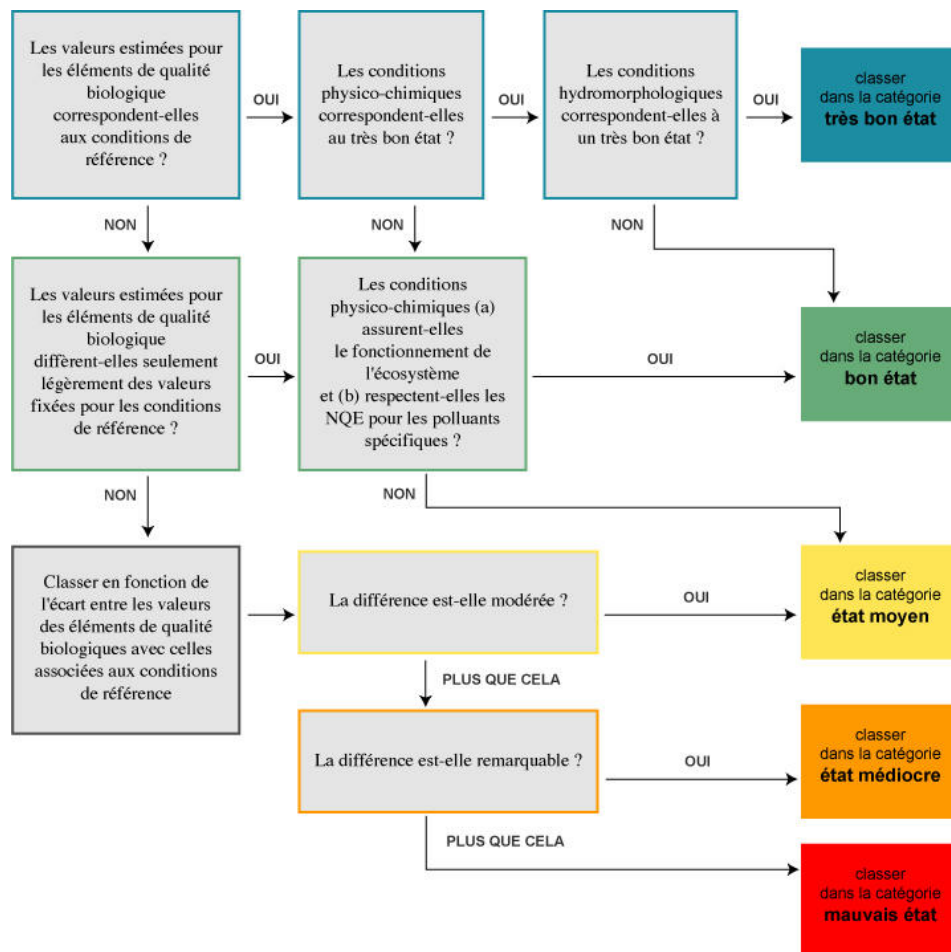 Les valeurs estimées pour
les éléments de qualité
biologique
correspondent-elles
aux conditions de
référence ?
OUI
Les conditions
physico-chimiques
correspondent-elles
au très bon état ?
OUI
Les conditions
hydromorphologiques
correspondent-elles à
un très bon état ?
OUI
classer
dans la catégorie
très bon état
NON
NON
NON
Les valeurs estimées pour
les éléments de qualité
biologique
diffèrent-elles seulement
légèrement des valeurs
fixées pour les conditions
de référence ?
OUI
Les conditions
physico-chimiques (a)
assurent-elles
le fonctionnement de
l'écosystème
et (b) respectent-elles les
NQE pour les polluants
spécifiques ?
OUI
classer
dans la catégorie
bon état
NON
NON
Classer en fonction de
l'écart entre les valeurs
des éléments de qualité
biologiques avec celles
associées aux conditions
de référence
La différence est-elle modérée ?
OUI
classer
dans la catégorie
état moyen
PLUS QUE CELA
La différence est-elle remarquable ?
OUI
classer
dans la catégorie
état médiocre
PLUS QUE CELA
classer
dans la catégorie
mauvais état